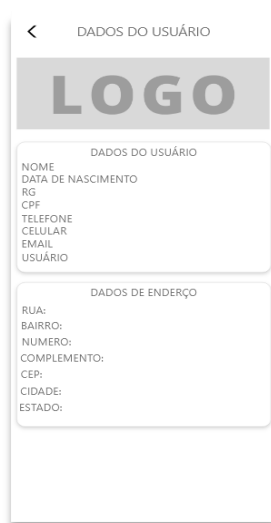 DADOS DO USUÁRIO
LOGO
DADOS DO USUÁRIO
NOME
DATA DE NASCIMENTO
RG
CPF
TELEFONE
CELULAR
EMAIL
USUÁRIO
DADOS DE ENDERÇO
RUA:
BAIRRO:
NUMERO:
COMPLEMENTO:
CEP:
CIDADE:
ESTADO: